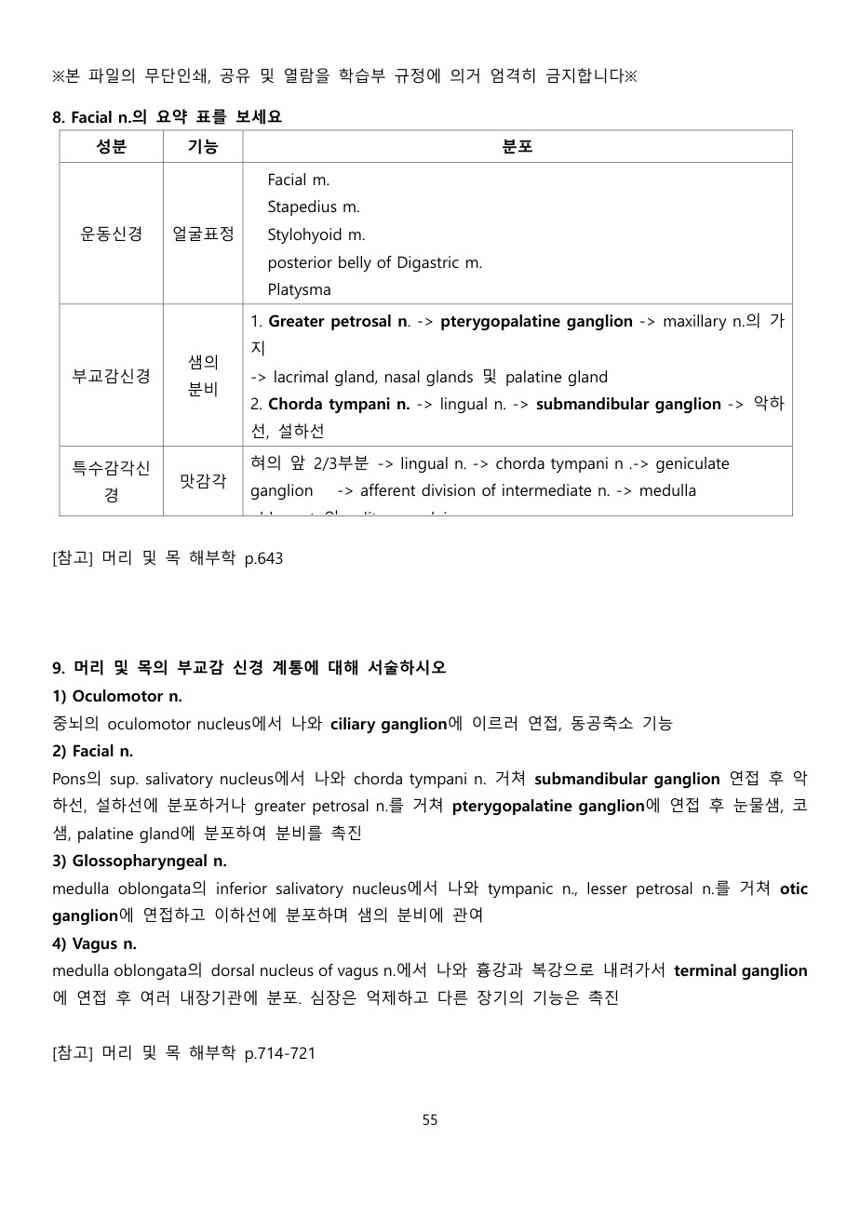 ※본 파일의 무단인쇄, 공유 및 열람을 학습부 규정에 의거 엄격히 금지합니다※
8. Facial n.의 요약 표를 보세요
성분 기능 분포
운동신경 얼굴표정
Facial m.
Stapedius m.
Stylohyoid m.
posterior belly of Digastric m.
Platysma
부교감신경
샘의
분비
1. Greater petrosal n. -> pterygopalatine ganglion -> maxillary n.의 가
지
-> lacrimal gland, nasal glands 및 palatine gland
2. Chorda tympani n. -> lingual n. -> submandibular ganglion -> 악하
선, 설하선
특수감각신
경
맛감각
혀의 앞 2/3부분 -> lingual n. -> chorda tympani n .-> geniculate
ganglion -> afferent division of intermediate n. -> medulla
[참고] 머리 및 목 해부학 p.643
9. 머리 및 목의 부교감 신경 계통에 대해 서술하시오
1) Oculomotor n.
중뇌의 oculomotor nucleus에서 나와 ciliary ganglion에 이르러 연접, 동공축소 기능
2) Facial n.
Pons의 sup. salivatory nucleus에서 나와 chorda tympani n. 거쳐 submandibular ganglion 연접 후 악
하선, 설하선에 분포하거나 greater petrosal n.를 거쳐 pterygopalatine ganglion에 연접 후 눈물샘, 코
샘, palatine gland에 분포하여 분비를 촉진
3) Glossopharyngeal n.
medulla oblongata의 inferior salivatory nucleus에서 나와 tympanic n., lesser petrosal n.를 거쳐 otic
ganglion에 연접하고 이하선에 분포하며 샘의 분비에 관여
4) Vagus n.
medulla oblongata의 dorsal nucleus of vagus n.에서 나와 흉강과 복강으로 내려가서 terminal ganglion
에 연접 후 여러 내장기관에 분포. 심장은 억제하고 다른 장기의 기능은 촉진
[참고] 머리 및 목 해부학 p.714-721
55